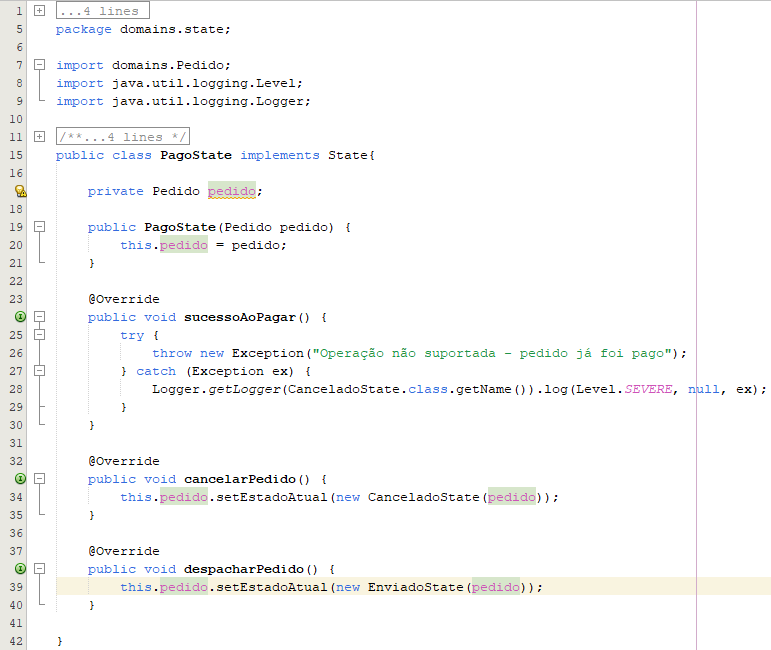 1 ...4 lines
5 package domains.state;
6
7 import domains.Pedido;
8 import java.util.logging.Level;
9 import java.util.logging.Logger;
10
11 /**...4 lines */
15 public class PagoState implements State{
16
private Pedido pedido;
18
19 public PagoState(Pedido pedido) {
20 this.pedido = pedido;
21 }
22
23 @Override
public void sucessoAoPagar() {
25 try {
26 throw new Exception("Operação não suportada - pedido já foi pago");
27 } catch (Exception ex) {
28 Logger.getLogger(CanceladoState.class.getName()).log(Level.SEVERE, null, ex);
29 }
30 }
31
32 @Override
public void cancelarPedido() {
34 this.pedido.setEstadoAtual(new CanceladoState(pedido));
35 }
36
37 @Override
public void despacharPedido() {
39 this.pedido.setEstadoAtual(new EnviadoState(pedido));
40 }
41
42 }